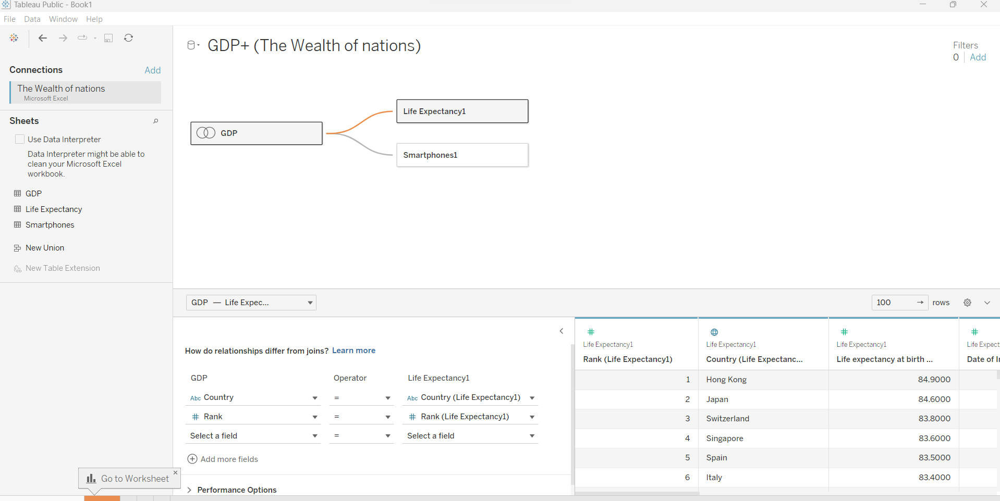 Tableau Public - Book1
File Data Window Help
Connections Add
The Wealth of nations
Microsoft Excel
Sheets
Use Data Interpreter
Data Interpreter might be able to
clean your Microsoft Excel
workbook.
GDP
Life Expectancy
Smartphones
New Union
New Table Extension
GDP+ (The Wealth of nations)
Filters
0 Add
GDP
Life Expectancy1
Smartphones1
GDP — Life Expec...
100 → rows
How do relationships differ from joins? Learn more
GDP Operator Life Expectancy1
Abc Country = Abc Country (Life Expectancy1)
# Rank = # Rank (Life Expectancy1)
Select a field = Select a field
Add more fields
Performance Options
Go to Worksheet
# # #
Life Expectancy1 Life Expectancy1 Life Expectancy1 Life Expect
Rank (Life Expectancy1) Country (Life Expectanc... Life expectancy at birth ... Date of I
1 Hong Kong 84.9000
2 Japan 84.6000
3 Switzerland 83.8000
4 Singapore 83.6000
5 Spain 83.5000
6 Italy 83.4000